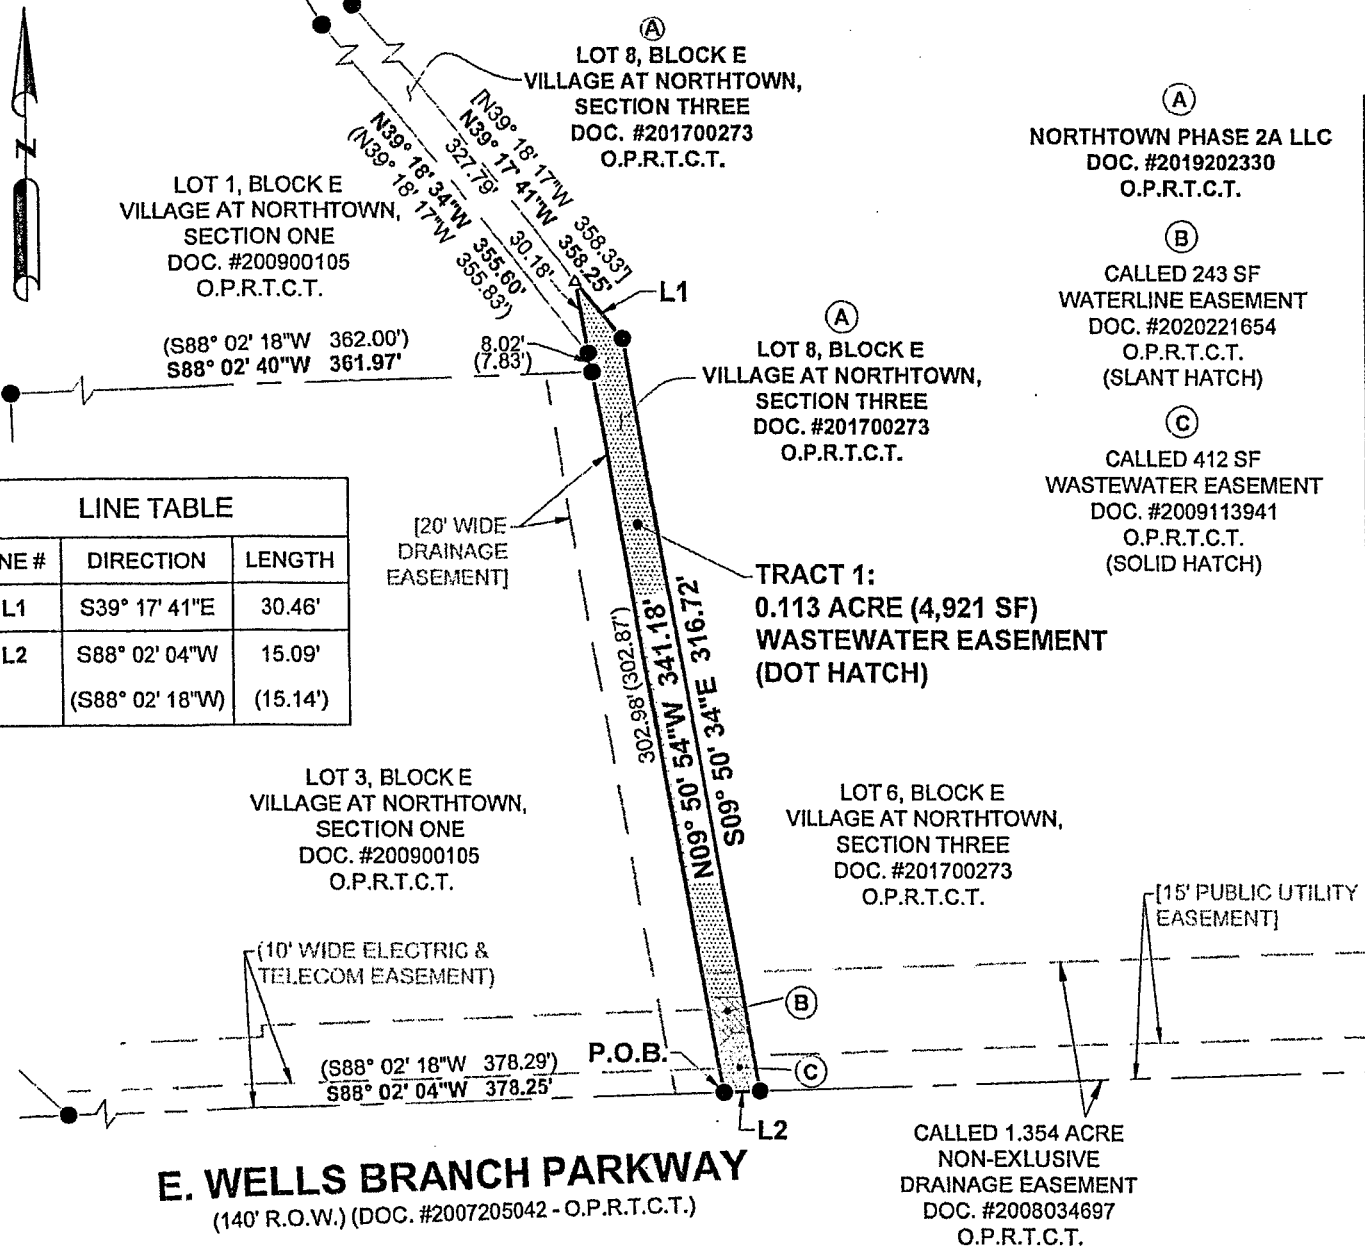 N
A
LOT 8, BLOCK E
VILLAGE AT NORTHTOWN,
SECTION THREE
DOC. #201700273
O.P.R.T.C.T.
LOT 1, BLOCK E
VILLAGE AT NORTHTOWN,
SECTION ONE
DOC. #200900105
O.P.R.T.C.T.
[N39° 18' 17"W 358.33']
N39° 17' 41"W 358.25'
327.79'
30.18'
N39° 18' 34"W 355.60'
(N39° 18' 17"W 355.83')
A
NORTHTOWN PHASE 2A LLC
DOC. #2019202330
O.P.R.T.C.T.
B
CALLED 243 SF
WATERLINE EASEMENT
DOC. #2020221654
O.P.R.T.C.T.
(SLANT HATCH)
C
CALLED 412 SF
WASTEWATER EASEMENT
DOC. #2009113941
O.P.R.T.C.T.
(SOLID HATCH)
L1
(S88° 02' 18"W 362.00')
S88° 02' 40"W 361.97'
8.02'
(7.83')
A
LOT 8, BLOCK E
VILLAGE AT NORTHTOWN,
SECTION THREE
DOC. #201700273
O.P.R.T.C.T.
LINE TABLE
NE # DIRECTION LENGTH
L1 S39° 17' 41"E 30.46'
L2 S88° 02' 04"W 15.09'
(S88° 02' 18"W) (15.14')
[20' WIDE
DRAINAGE
EASEMENT]
TRACT 1:
0.113 ACRE (4,921 SF)
WASTEWATER EASEMENT
(DOT HATCH)
302.98' (302.87')
N09° 50' 54"W 341.18'
S09° 50' 34"E 316.72'
LOT 3, BLOCK E
VILLAGE AT NORTHTOWN,
SECTION ONE
DOC. #200900105
O.P.R.T.C.T.
LOT 6, BLOCK E
VILLAGE AT NORTHTOWN,
SECTION THREE
DOC. #201700273
O.P.R.T.C.T.
[15' PUBLIC UTILITY
EASEMENT]
(10' WIDE ELECTRIC &
TELECOM EASEMENT)
B
C
P.O.B.
(S88° 02' 18"W 378.29')
S88° 02' 04"W 378.25'
L2
CALLED 1.354 ACRE
NON-EXLUSIVE
DRAINAGE EASEMENT
DOC. #2008034697
O.P.R.T.C.T.
E. WELLS BRANCH PARKWAY
(140' R.O.W.) (DOC. #2007205042 - O.P.R.T.C.T.)